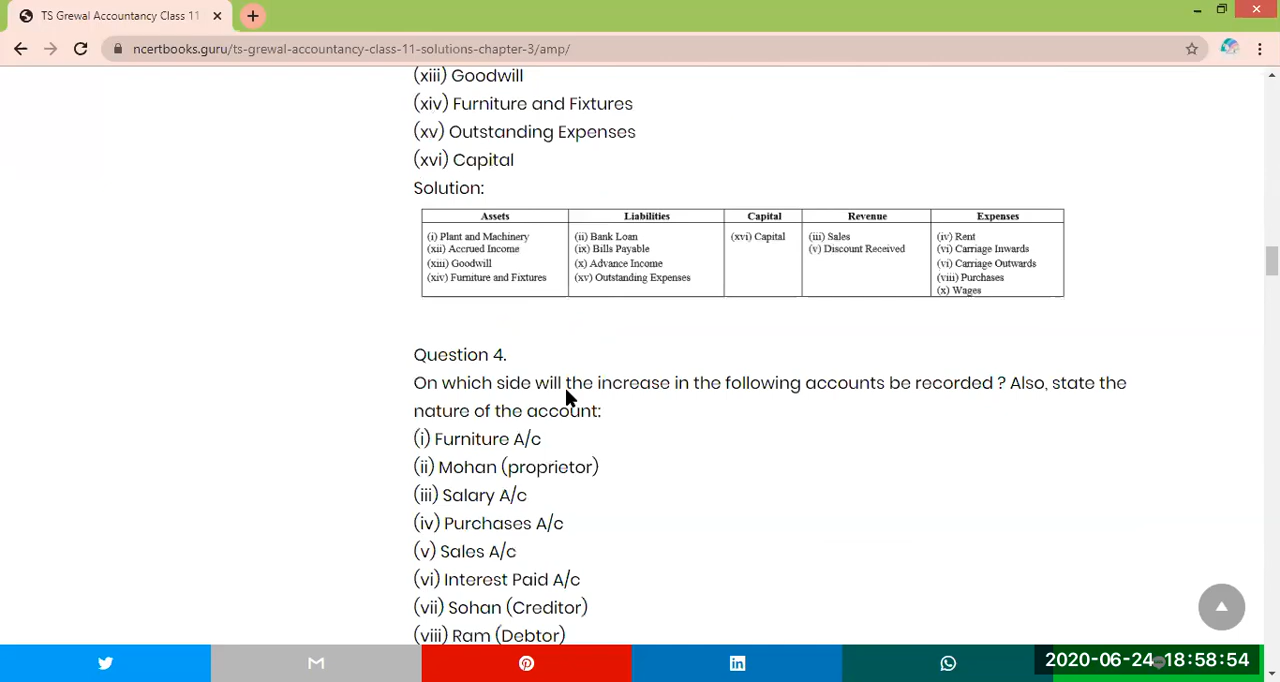 TS Grewal Accountancy Class 11
ncertbooks.guru/ts-grewal-accountancy-class-11-solutions-chapter-3/amp/
(xiii) Goodwill
(xiv) Furniture and Fixtures
(xv) Outstanding Expenses
(xvi) Capital
Solution:
Assets Liabilities Capital Revenue Expenses
(i) Plant and Machinery (ii) Bank Loan (xvi) Capital (iii) Sales (iv) Rent
(xii) Accrued Income (ix) Bills Payable (v) Discount Received (vi) Carriage Inwards
(xiii) Goodwill (x) Advance Income (vi) Carriage Outwards
(xiv) Furniture and Fixtures (xv) Outstanding Expenses (viii) Purchases
(x) Wages
Question 4.
On which side will the increase in the following accounts be recorded ? Also, state the
nature of the account:
(i) Furniture A/c
(ii) Mohan (proprietor)
(iii) Salary A/c
(iv) Purchases A/c
(v) Sales A/c
(vi) Interest Paid A/c
(vii) Sohan (Creditor)
(viii) Ram (Debtor)
2020-06-24 18:58:54